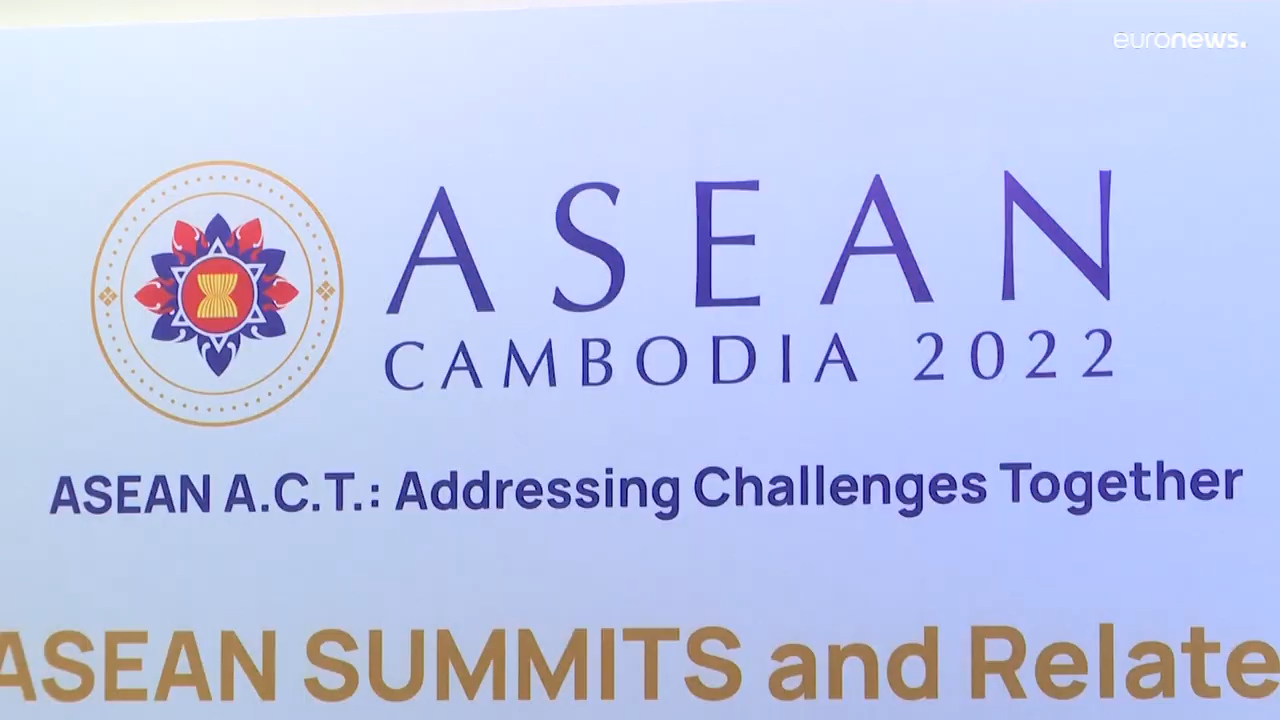 euronews.
ASEAN
CAMBODIA 2022
ASEAN A.C.T.: Addressing Challenges Together
ASEAN SUMMITS and Relate